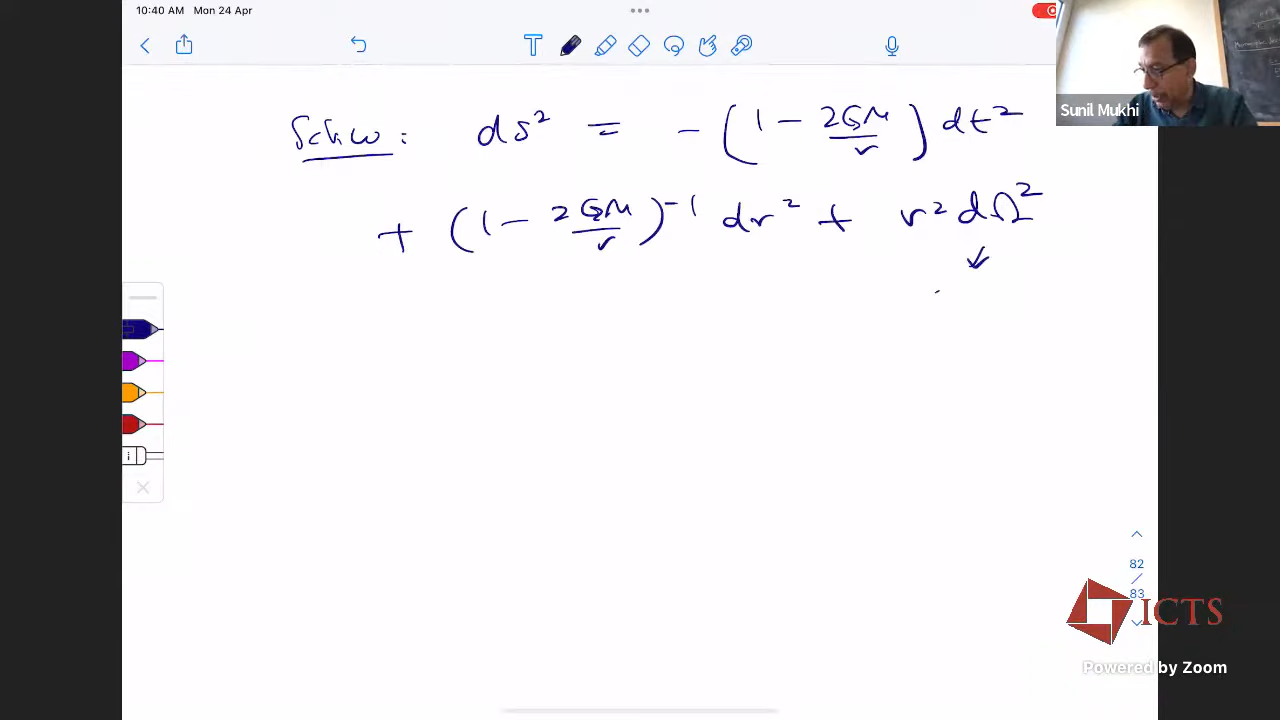 10:40 AM Mon 24 Apr
Sunil Mukhi
Schw: ds² = -(1 - 2GM/r) dt²
+ (1 - 2GM/r)⁻¹ dr² + r² dΩ²
82
/
83
ICTS
Powered by Zoom